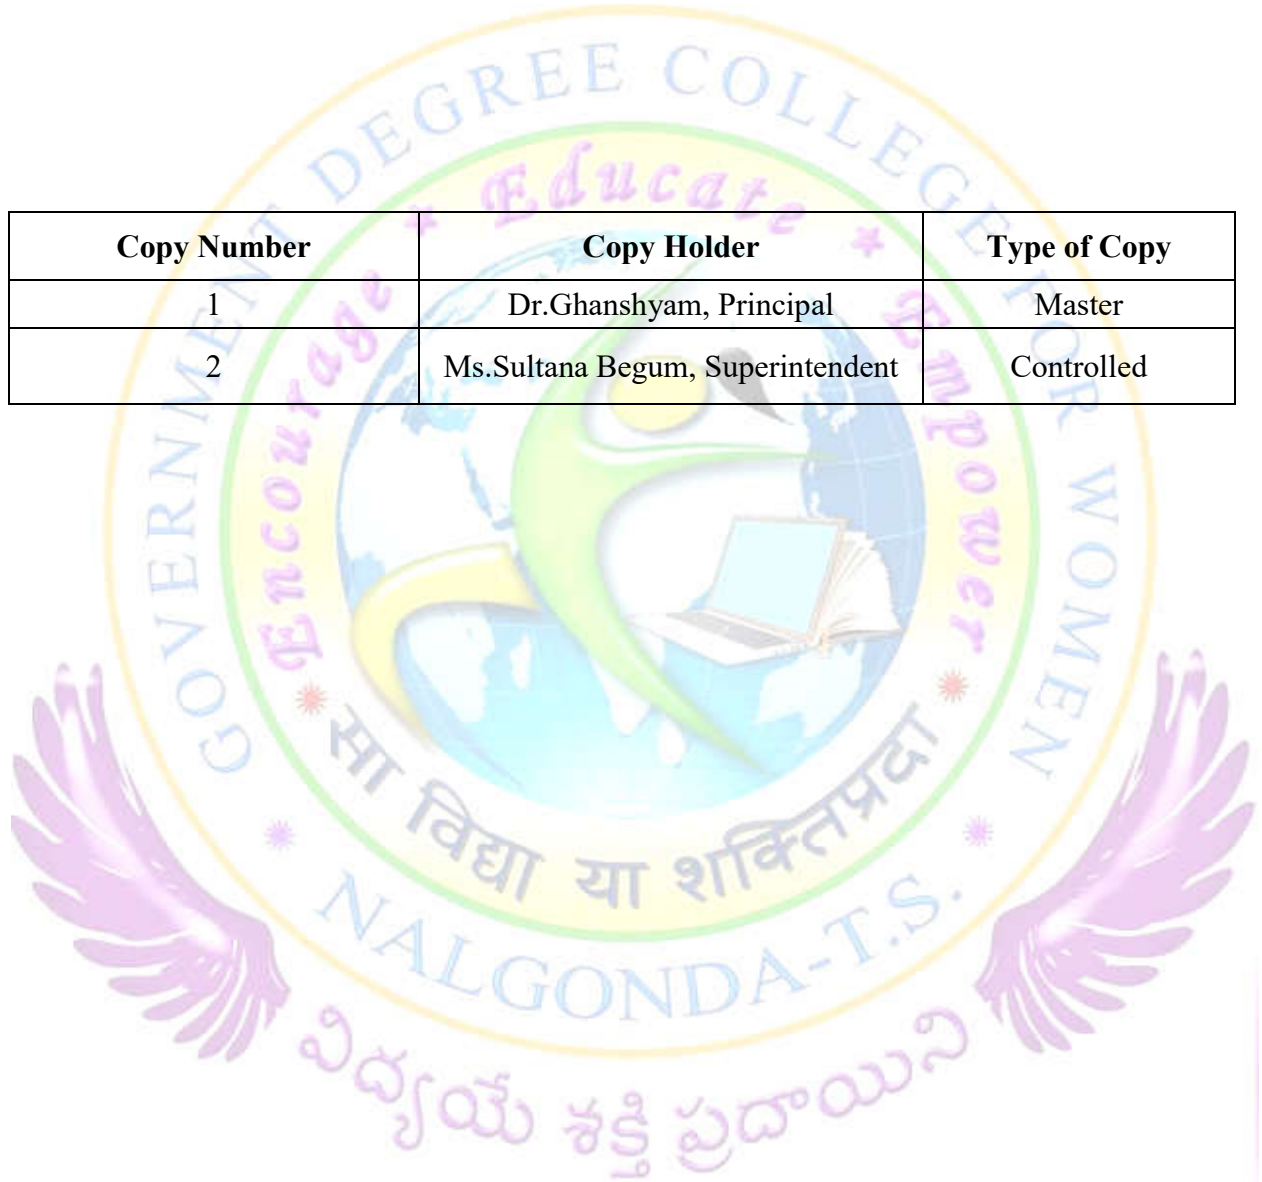 GOVERNMENT DEGREE COLLEGE FOR WOMEN
Encourage * Educate * Empower
Copy Number Copy Holder Type of Copy
1 Dr.Ghanshyam, Principal Master
2 Ms.Sultana Begum, Superintendent Controlled
सा विद्या या शक्तिप्रदा
NALGONDA-T.S.
విద్యయే శక్తి ప్రదాయిని